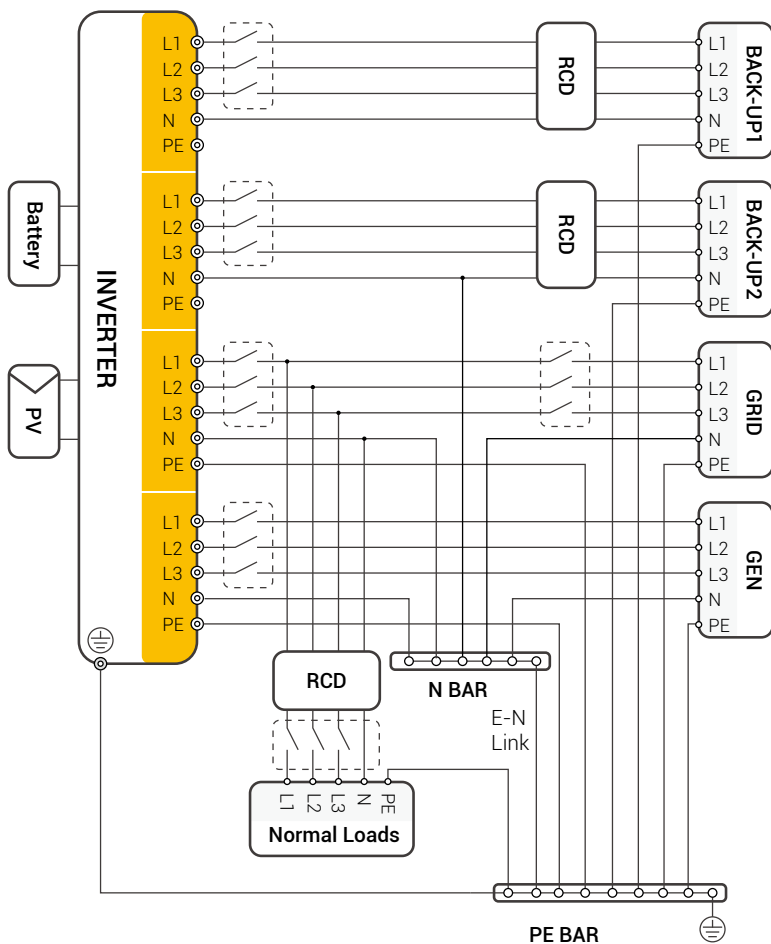 INVERTER
Battery
PV
L1
L2
L3
N
PE
L1
L2
L3
N
PE
L1
L2
L3
N
PE
L1
L2
L3
N
PE
RCD
L1
L2
L3
N
PE
BACK-UP1
RCD
L1
L2
L3
N
PE
BACK-UP2
L1
L2
L3
N
PE
GRID
L1
L2
L3
N
PE
GEN
RCD
N BAR
E-N
Link
L1
L2
L3
N
PE
Normal Loads
PE BAR